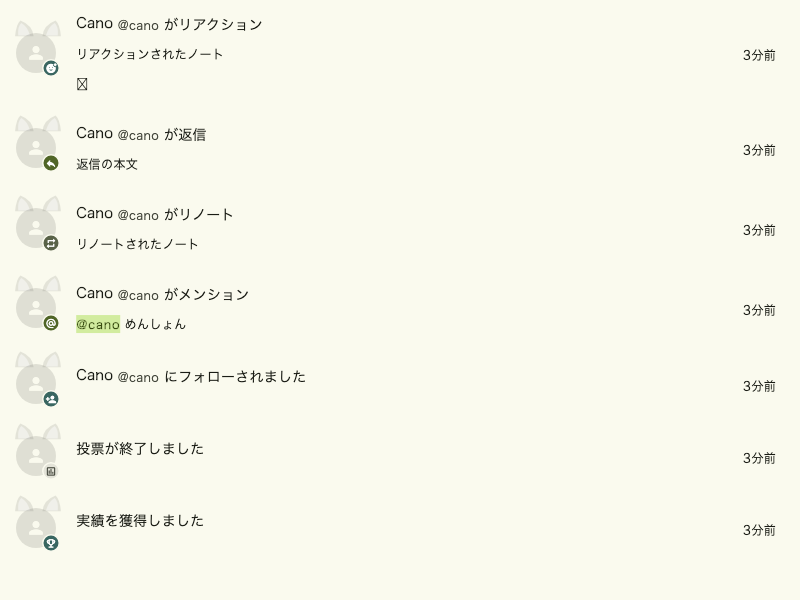 Cano @cano がリアクション
リアクションされたノート
3分前
Cano @cano が返信
返信の本文
3分前
Cano @cano がリノート
リノートされたノート
3分前
Cano @cano がメンション
@cano めんしょん
3分前
Cano @cano にフォローされました
3分前
投票が終了しました
3分前
実績を獲得しました
3分前